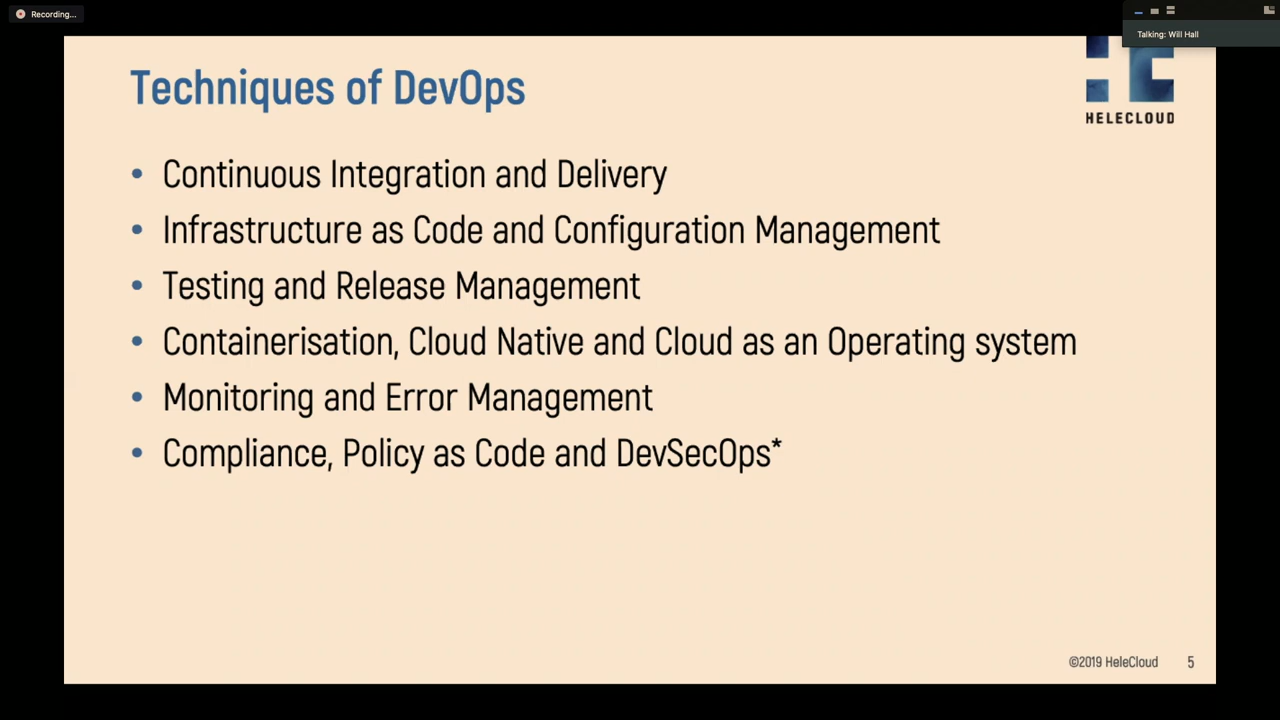 Recording...
Talking: Will Hall
HELECLOUD
Techniques of DevOps
• Continuous Integration and Delivery
• Infrastructure as Code and Configuration Management
• Testing and Release Management
• Containerisation, Cloud Native and Cloud as an Operating system
• Monitoring and Error Management
• Compliance, Policy as Code and DevSecOps*
©2019 HeleCloud 5